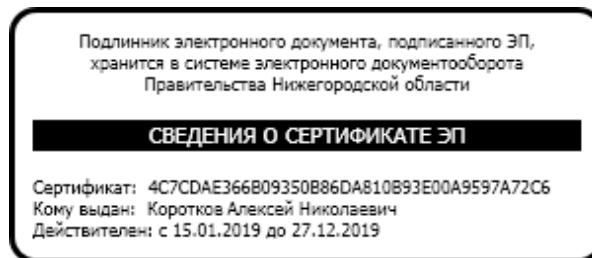 Подлинник электронного документа, подписанного ЭП,
хранится в системе электронного документооборота
Правительства Нижегородской области
СВЕДЕНИЯ О СЕРТИФИКАТЕ ЭП
Сертификат: 4C7CDAE366B09350B86DA810B93E00A9597A72C6
Кому выдан: Коротков Алексей Николаевич
Действителен: с 15.01.2019 до 27.12.2019